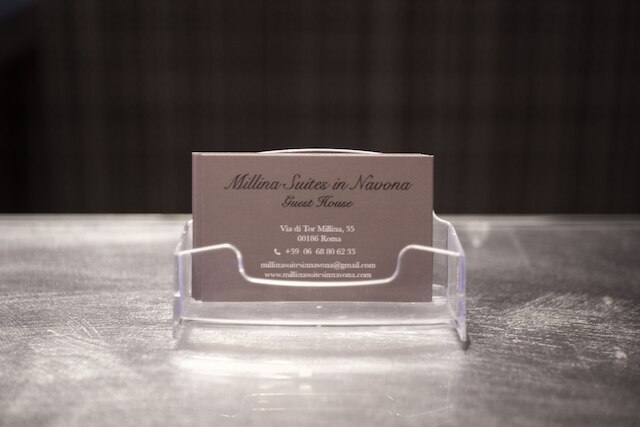 Millina Suites in Navona
Guest House
Via di Tor Millina, 35
00186 Roma
+39 06 68 80 62 33
millinasuitesinnavona@gmail.com
www.millinasuitesinnavona.com